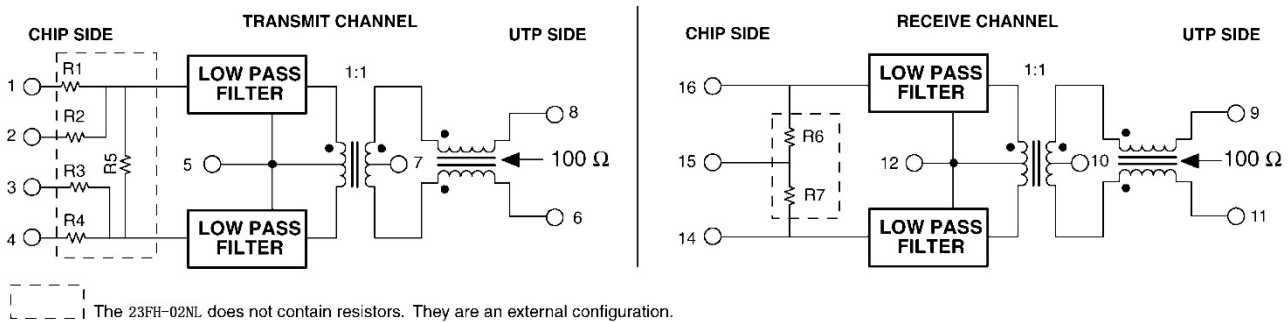 TRANSMIT CHANNEL
CHIP SIDE
UTP SIDE
1
R1
2
R2
R5
3
R3
4
R4
LOW PASS
FILTER
1:1
5
7
8
100 Ω
6
LOW PASS
FILTER
RECEIVE CHANNEL
CHIP SIDE
UTP SIDE
16
LOW PASS
FILTER
1:1
R6
15
R7
12
10
9
100 Ω
11
14
LOW PASS
FILTER
The 23FH-02NL does not contain resistors. They are an external configuration.